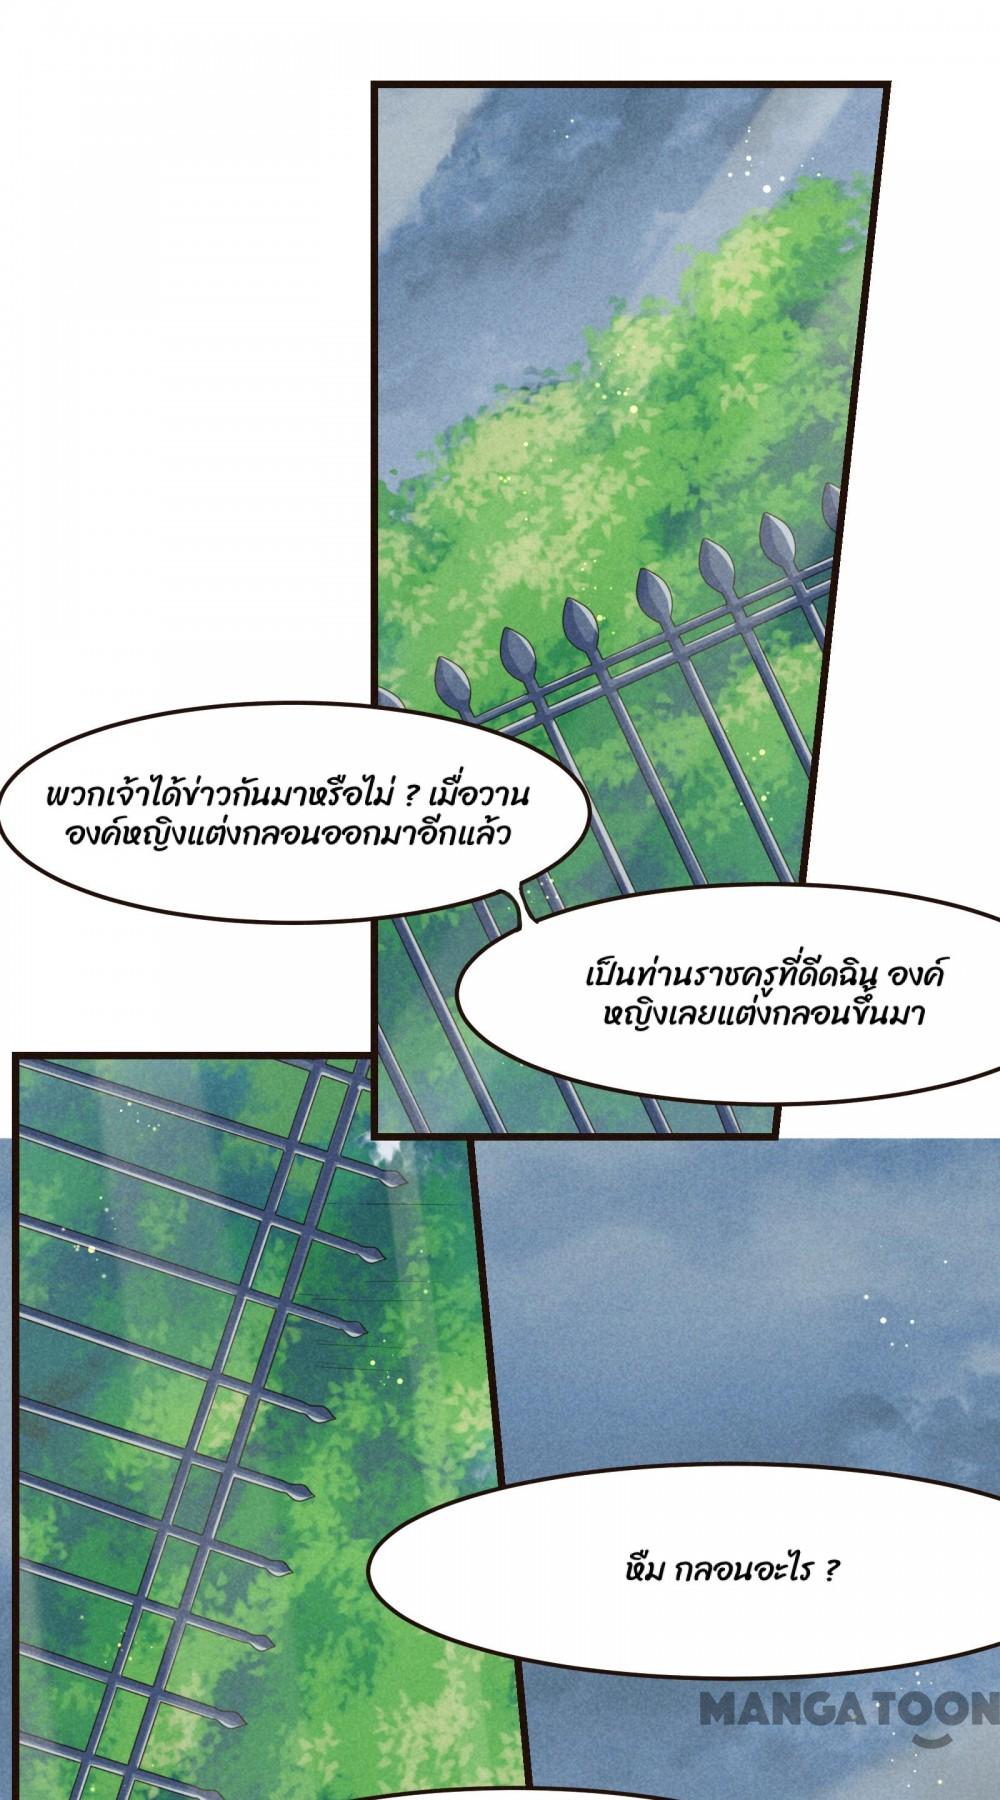 พวกเจ้าได้ข่าวกันมาหรือไม่ ? เมื่อวาน
องค์หญิงแต่งกลอนออกมาอีกแล้ว
เป็นท่านราชครูที่ดีดฉิน องค์
หญิงเลยแต่งกลอนขึ้นมา
หืม กลอนอะไร ?
MANGATOON